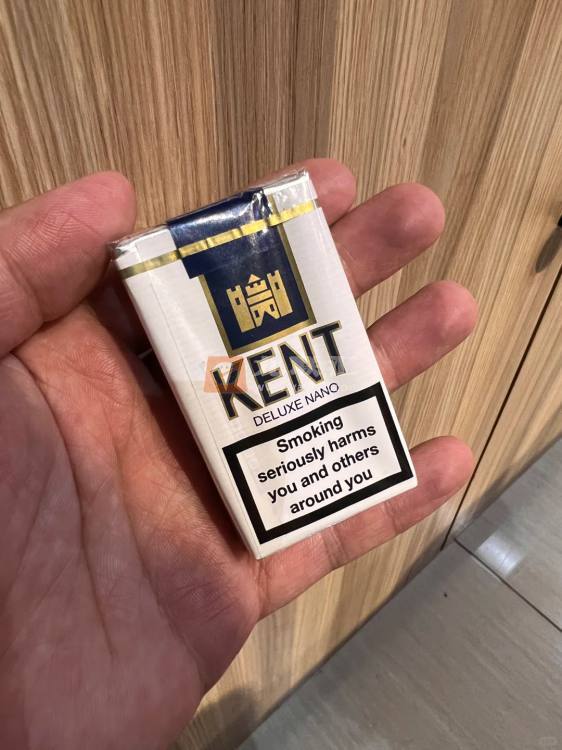 KENT
DELUXE NANO
Smoking
seriously harms
you and others
around you